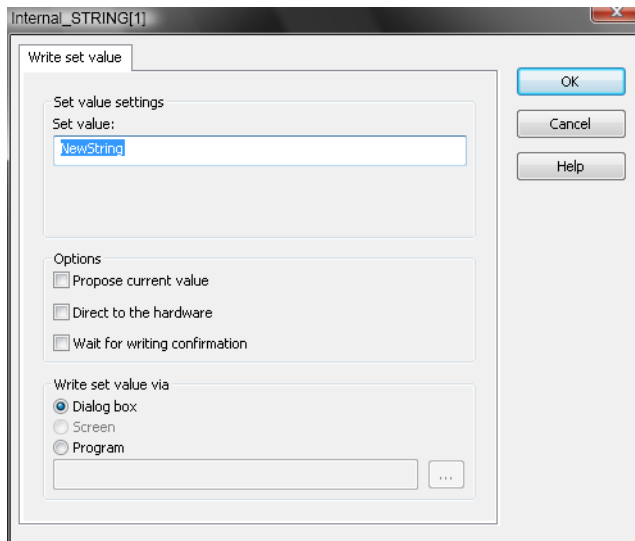 Internal_STRING[1]
Write set value
Set value settings
Set value:
NewString
Options
Propose current value
Direct to the hardware
Wait for writing confirmation
Write set value via
Dialog box
Screen
Program
...
OK
Cancel
Help